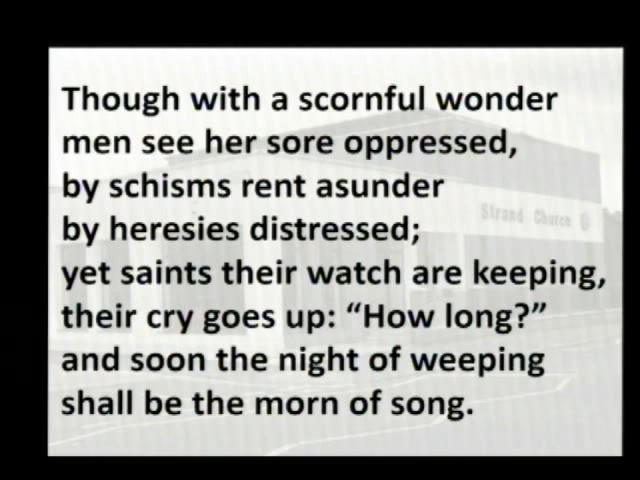 Though with a scornful wonder
men see her sore oppressed,
by schisms rent asunder
by heresies distressed;
Strand Church
yet saints their watch are keeping,
their cry goes up: “How long?”
and soon the night of weeping
shall be the morn of song.